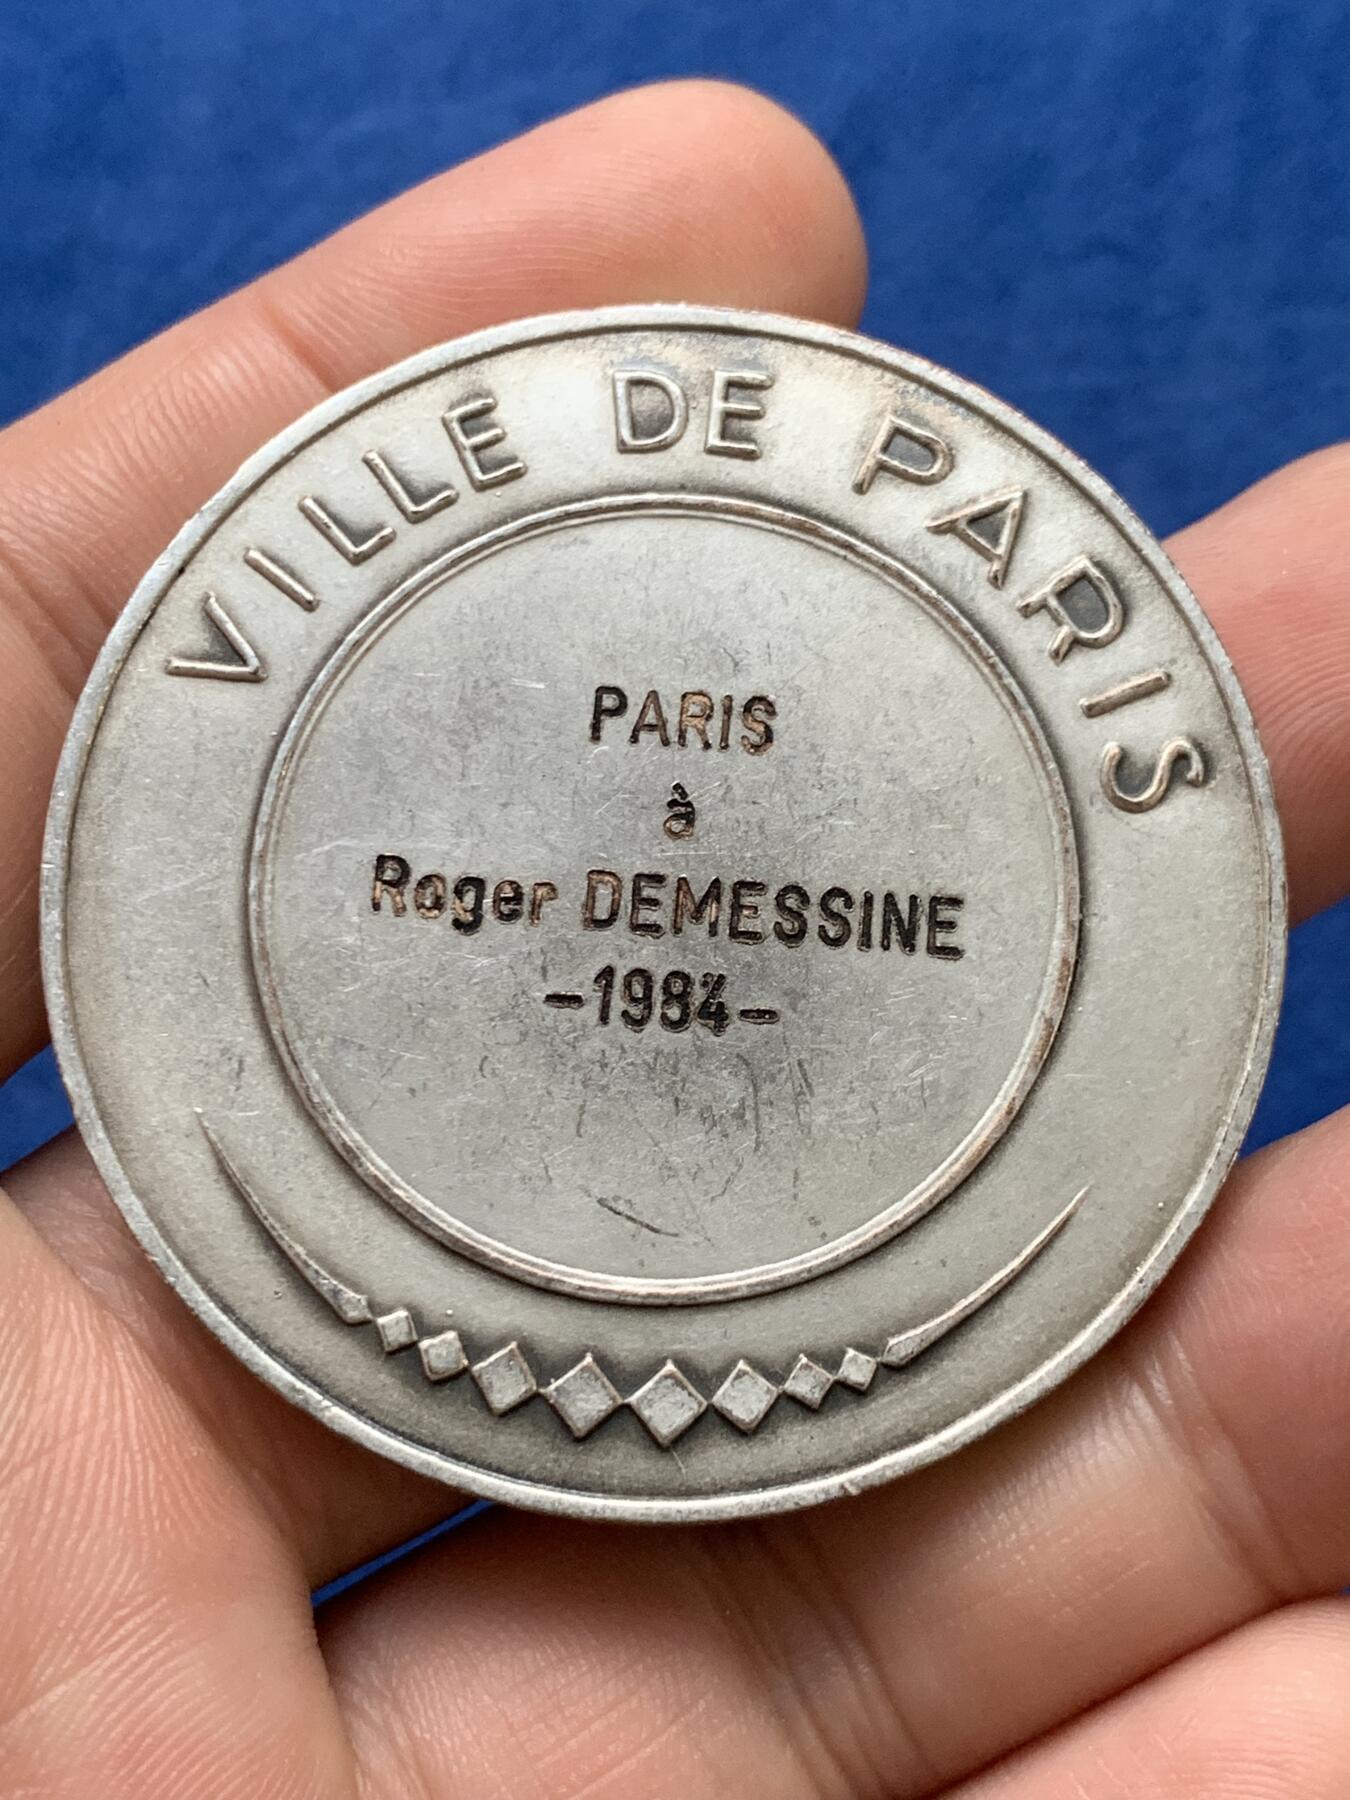 VILLE DE PARIS
PARIS
à
Roger DEMESSINE
-1984-